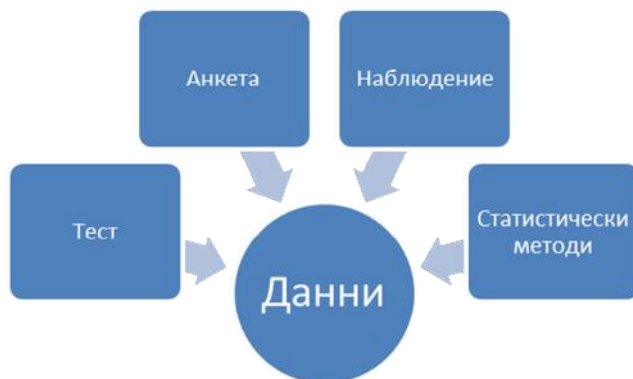 Анкета
Наблюдение
Тест
Статистически
методи
Данни